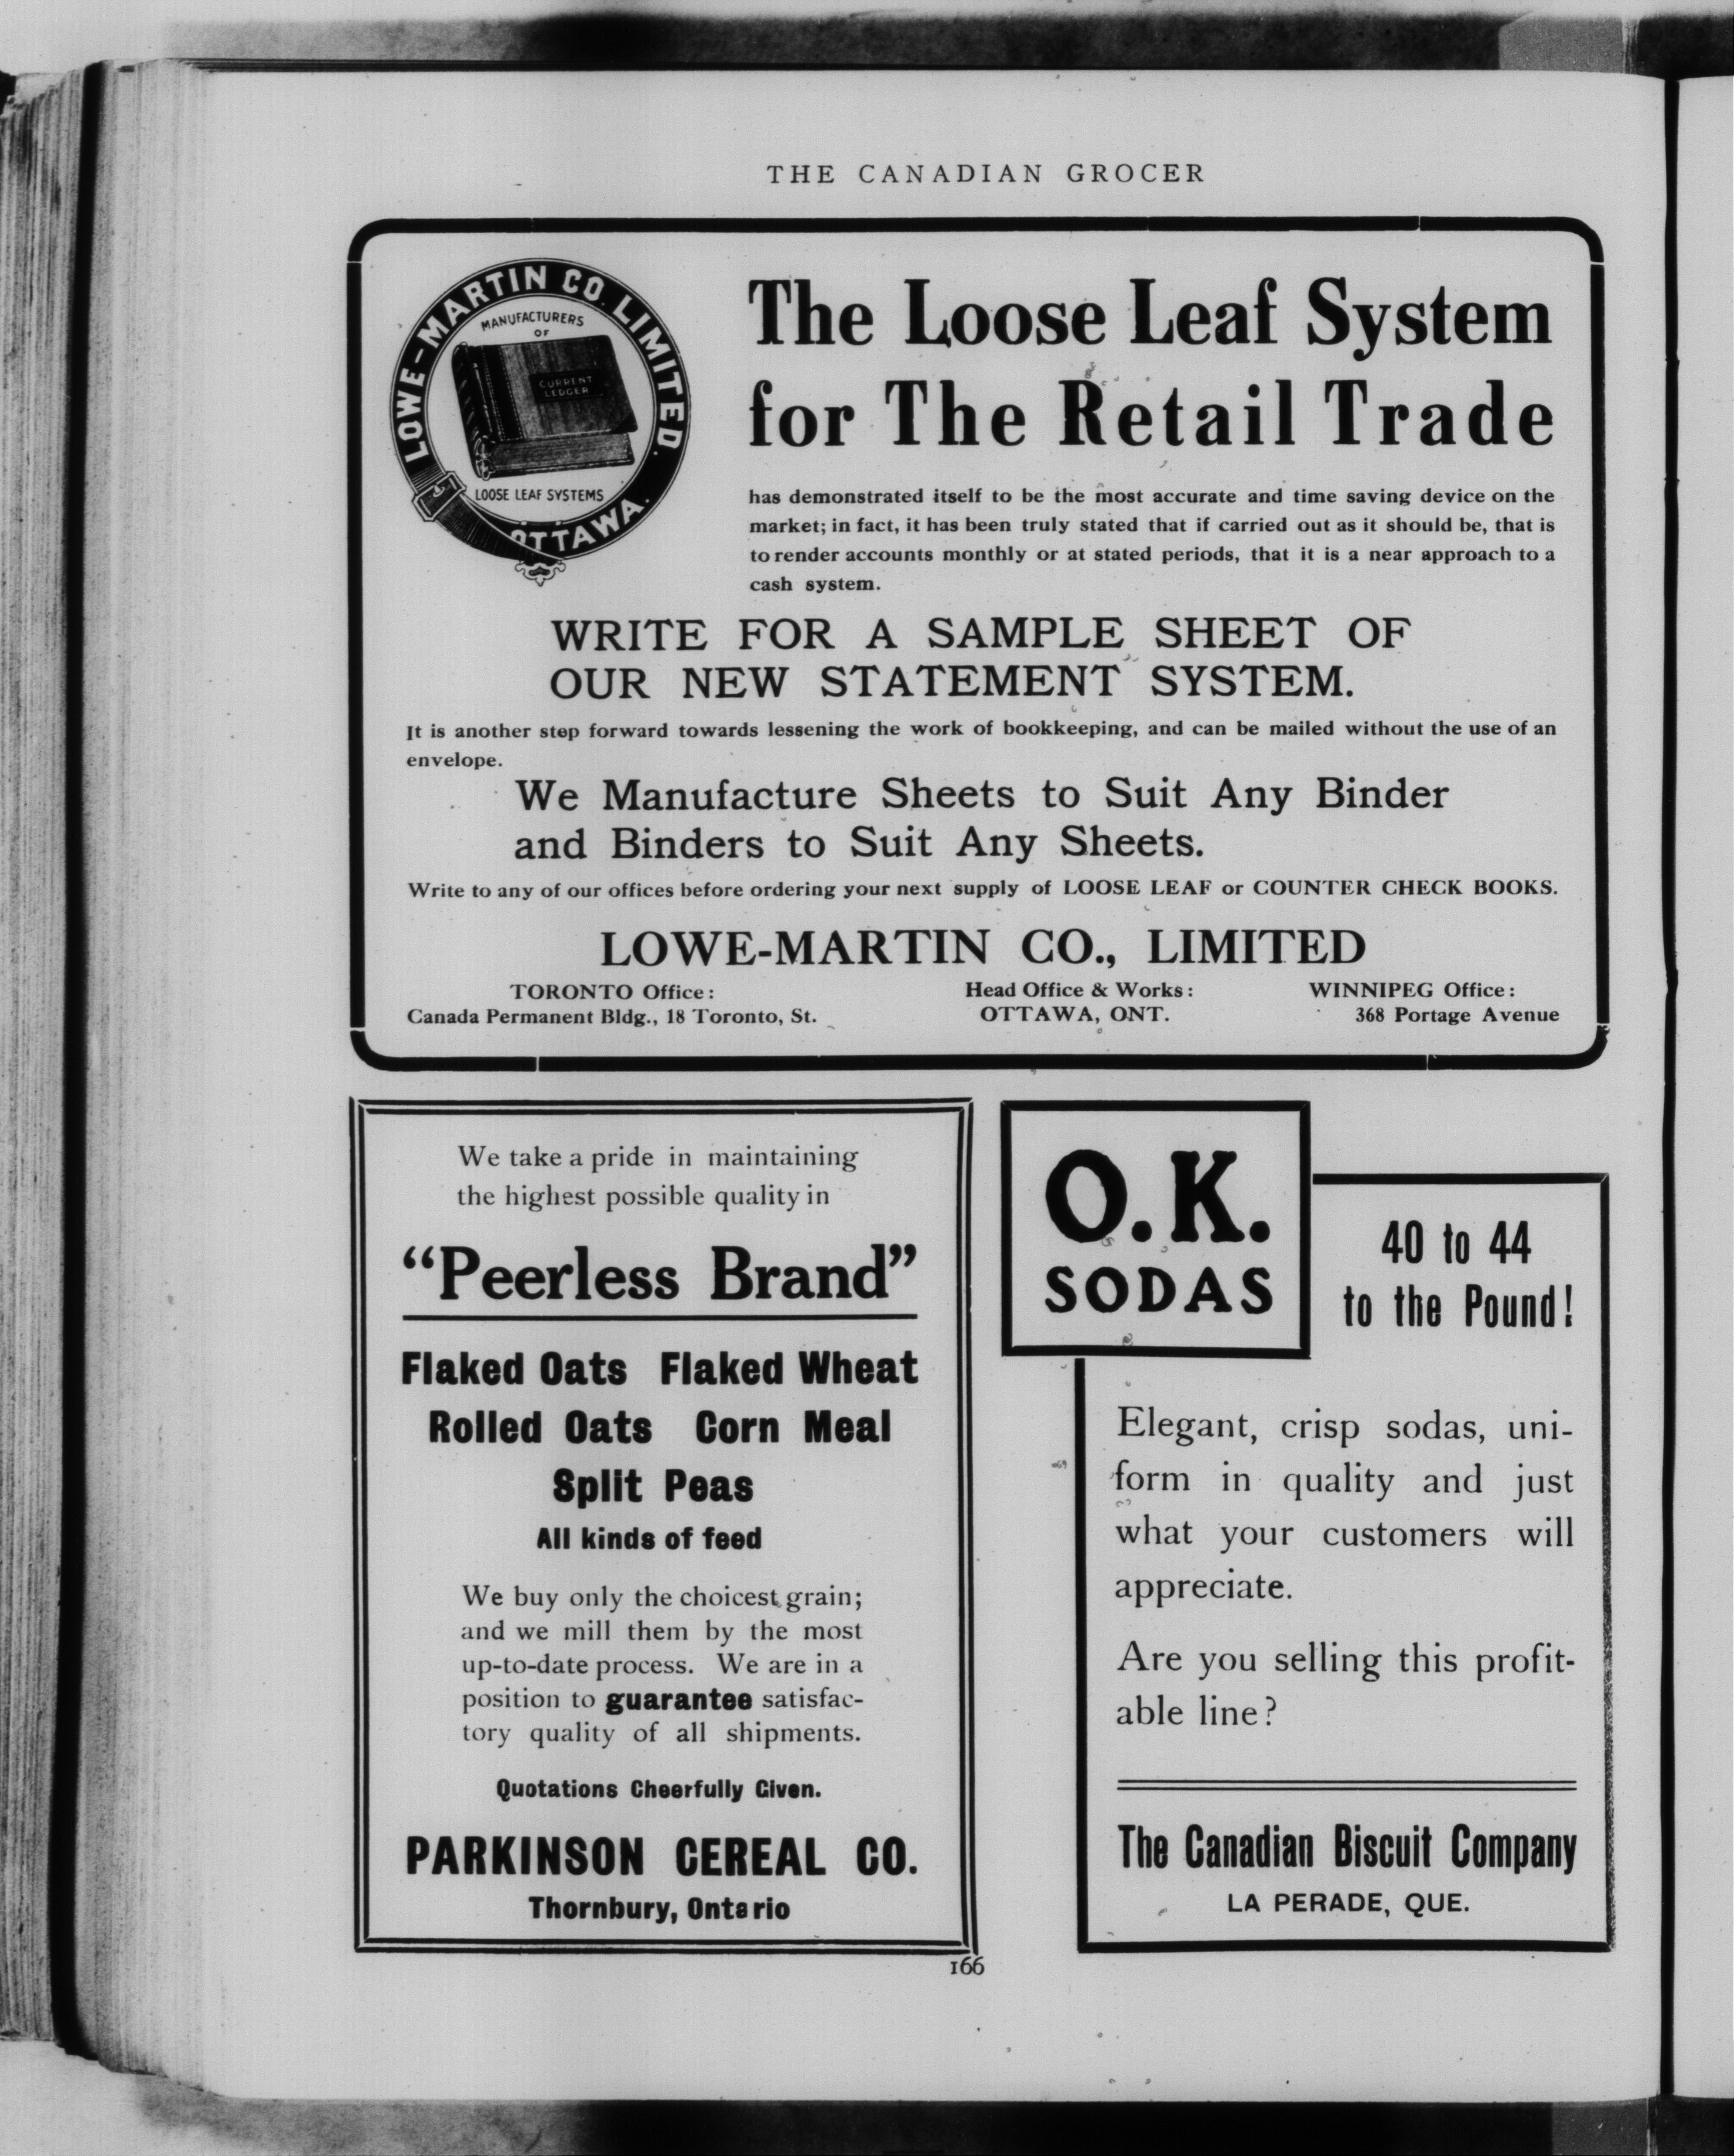 THE CANADIAN GROCER
LOWE-MARTIN CO. LIMITED.
MANUFACTURERS
OF
CURRENT
LEDGER
LOOSE LEAF SYSTEMS
OTTAWA.
The Loose Leaf System
for The Retail Trade
has demonstrated itself to be the most accurate and time saving device on the
market; in fact, it has been truly stated that if carried out as it should be, that is
to render accounts monthly or at stated periods, that it is a near approach to a
cash system.
WRITE FOR A SAMPLE SHEET OF
OUR NEW STATEMENT SYSTEM.
It is another step forward towards lessening the work of bookkeeping, and can be mailed without the use of an
envelope.
We Manufacture Sheets to Suit Any Binder
and Binders to Suit Any Sheets.
Write to any of our offices before ordering your next supply of LOOSE LEAF or COUNTER CHECK BOOKS.
LOWE-MARTIN CO., LIMITED
TORONTO Office:
Canada Permanent Bldg., 18 Toronto, St.
Head Office & Works:
OTTAWA, ONT.
WINNIPEG Office:
368 Portage Avenue
We take a pride in maintaining
the highest possible quality in
"Peerless Brand"
Flaked Oats Flaked Wheat
Rolled Oats Corn Meal
Split Peas
All kinds of feed
We buy only the choicest grain;
and we mill them by the most
up-to-date process. We are in a
position to guarantee satisfac-
tory quality of all shipments.
Quotations Cheerfully Given.
PARKINSON CEREAL CO.
Thornbury, Ontario
O.K.
SODAS
40 to 44
to the Pound!
Elegant, crisp sodas, uni-
form in quality and just
what your customers will
appreciate.
Are you selling this profit-
able line?
The Canadian Biscuit Company
LA PERADE, QUE.
166